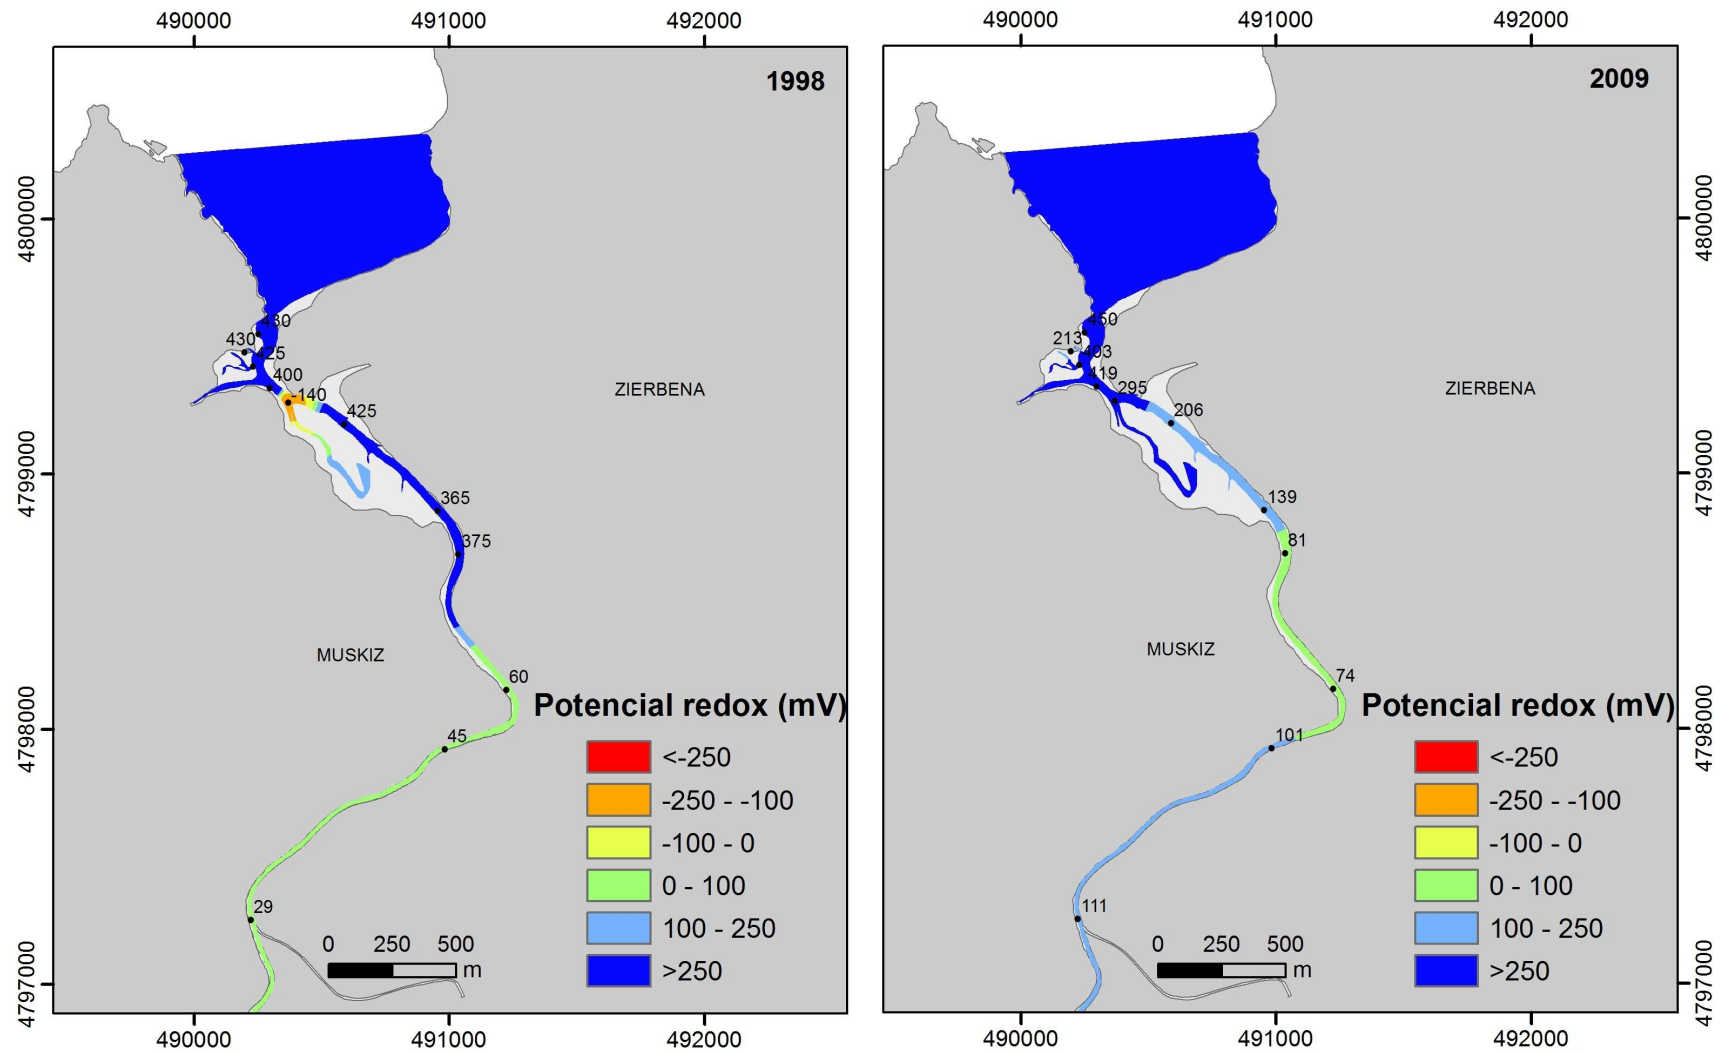 490000 491000 492000
1998
4800000
4799000
4798000
4797000
430
430
425
400
-140
425
365
375
60
45
29
ZIERBENA
MUSKIZ
Potencial redox (mV)
<-250
-250 - -100
-100 - 0
0 - 100
100 - 250
>250
0 250 500
m
490000 491000 492000
490000 491000 492000
2009
450
213
403
419
295
206
139
81
74
101
111
ZIERBENA
MUSKIZ
Potencial redox (mV)
<-250
-250 - -100
-100 - 0
0 - 100
100 - 250
>250
0 250 500
m
4800000
4799000
4798000
4797000
490000 491000 492000